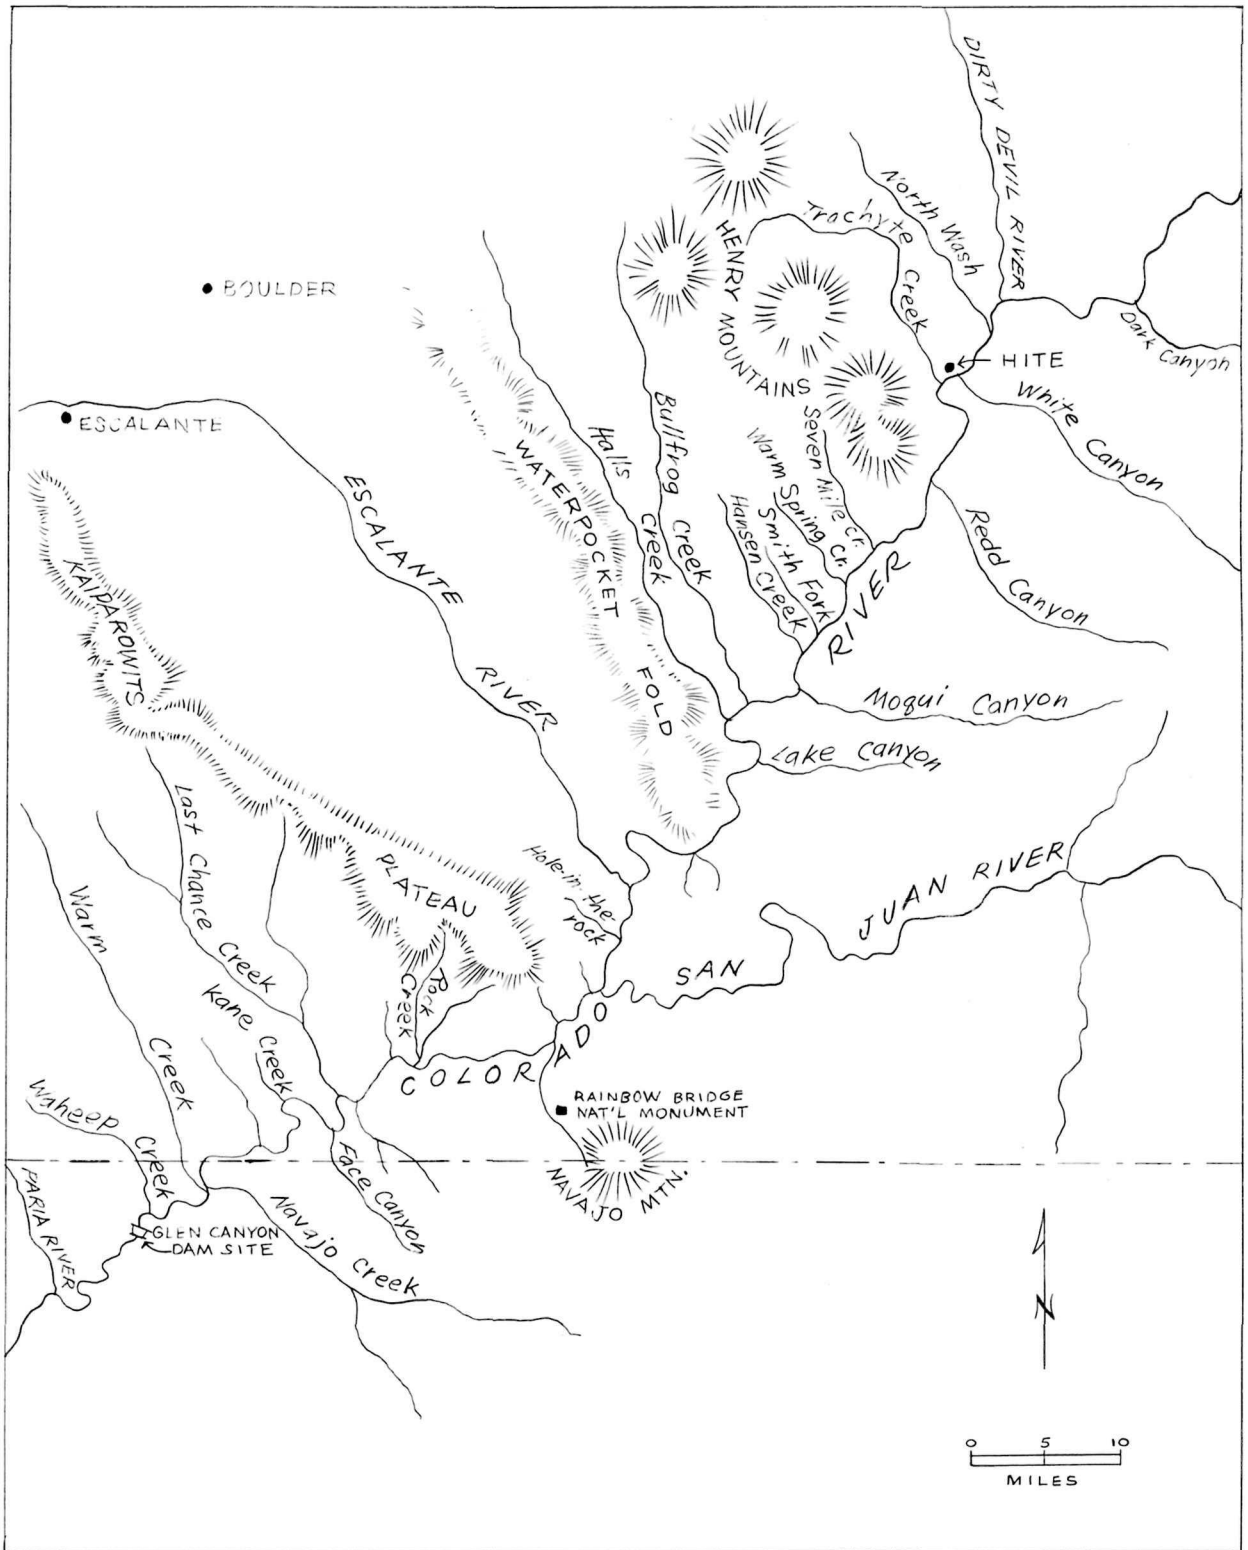 DIRTY DEVIL RIVER
North Wash
Trachyte
Creek
HENRY MOUNTAINS
BOULDER
Dark Canyon
HITE
White Canyon
ESCALANTE
ESCALANTE
RIVER
WATERPOCKET
FOLD
Halls
Creek
Bullfrog
Creek
Seven Mile Cr.
Warm Spring Cr.
Smith Fork
Hansen Creek
Redd Canyon
RIVER
KAIPAROWITS
PLATEAU
Moqui Canyon
Lake Canyon
Last Chance Creek
Hole-in-the-
rock
SAN
JUAN RIVER
Warm
Creek
Kane Creek
Rock
Creek
COLORADO
RAINBOW BRIDGE
NAT'L MONUMENT
Waheep
Creek
Face Canyon
NAVAJO MTN.
PARIA RIVER
GLEN CANYON
DAM SITE
Navajo Creek
N
0 5 10
MILES